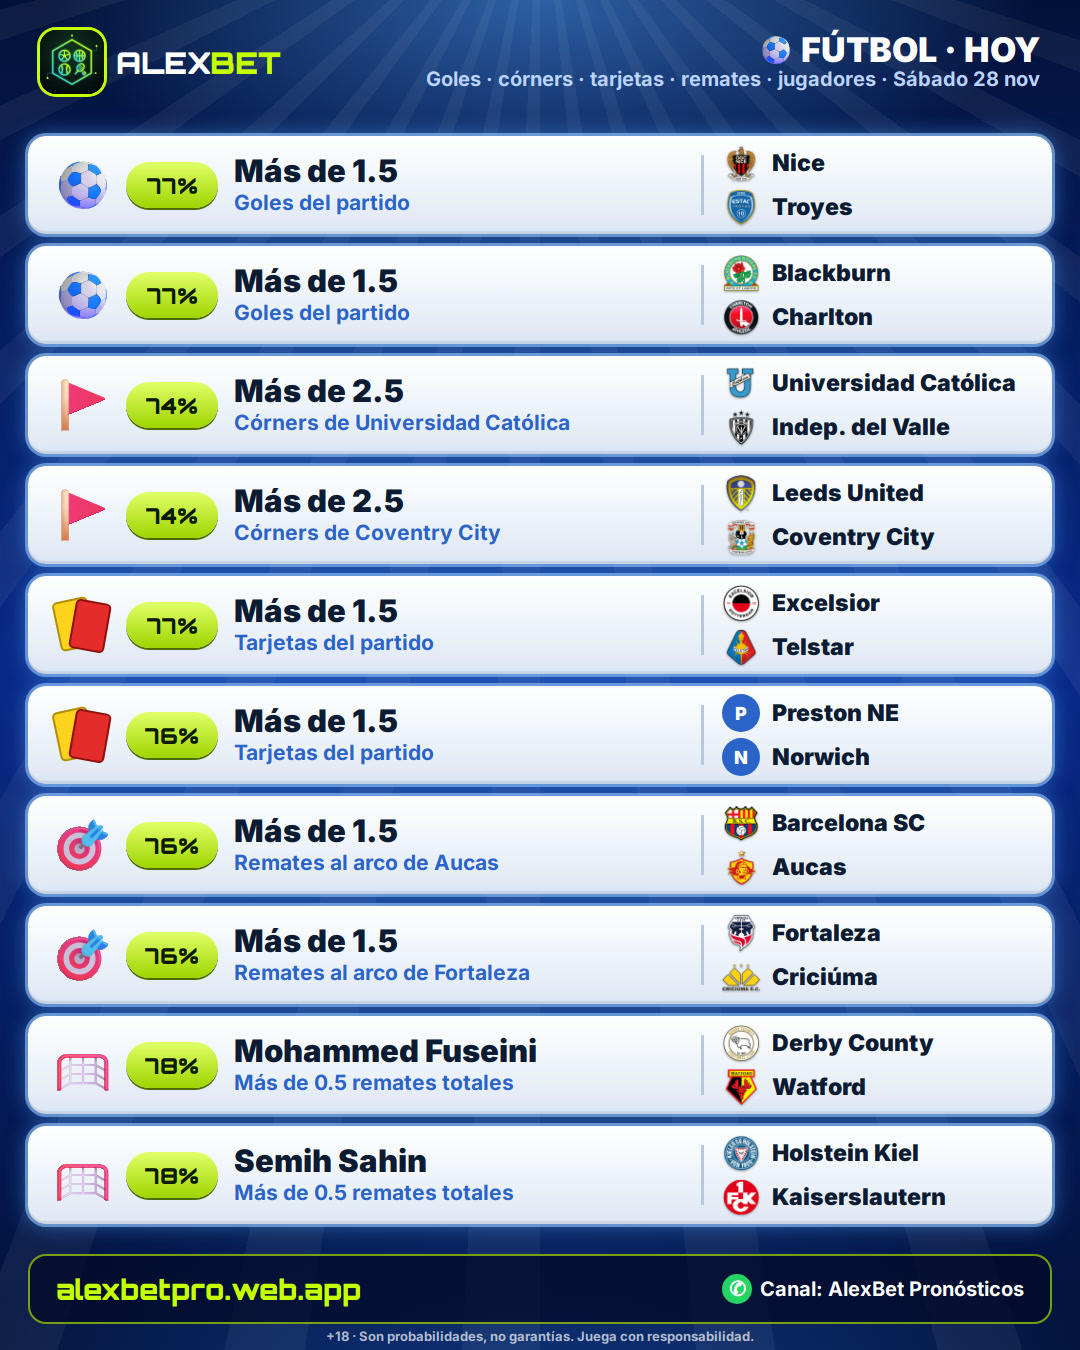 ALEXBET
⚽ FÚTBOL · HOY
Goles · córners · tarjetas · remates · jugadores · Sábado 28 nov
77%
Más de 1.5
Goles del partido
Nice
Troyes
77%
Más de 1.5
Goles del partido
Blackburn
Charlton
74%
Más de 2.5
Córners de Universidad Católica
Universidad Católica
Indep. del Valle
74%
Más de 2.5
Córners de Coventry City
Leeds United
Coventry City
77%
Más de 1.5
Tarjetas del partido
Excelsior
Telstar
76%
Más de 1.5
Tarjetas del partido
P Preston NE
N Norwich
76%
Más de 1.5
Remates al arco de Aucas
Barcelona SC
Aucas
76%
Más de 1.5
Remates al arco de Fortaleza
Fortaleza
Criciúma
78%
Mohammed Fuseini
Más de 0.5 remates totales
Derby County
Watford
78%
Semih Sahin
Más de 0.5 remates totales
Holstein Kiel
Kaiserslautern
alexbetpro.web.app
Canal: AlexBet Pronósticos
+18 · Son probabilidades, no garantías. Juega con responsabilidad.